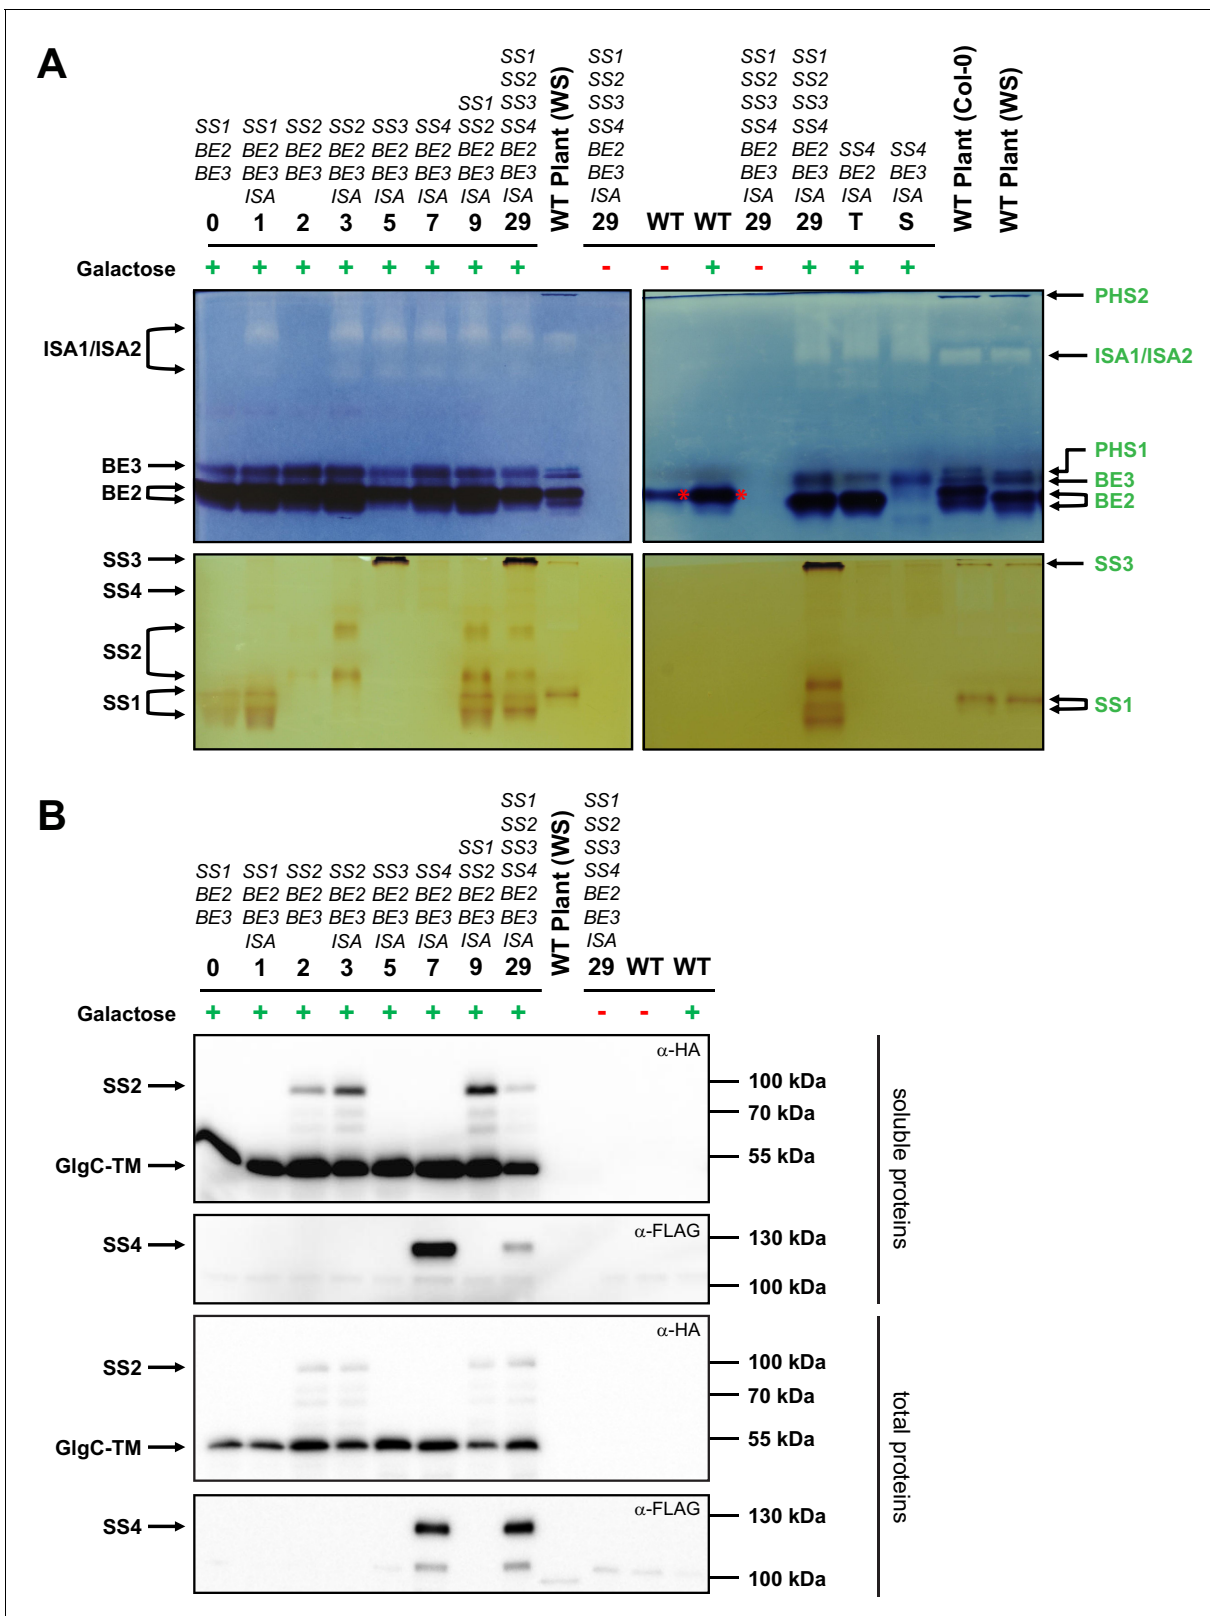 A
SS1
BE2
BE3
0
SS1
BE2
BE3
ISA
1
SS2
BE2
BE3
2
SS2
BE2
BE3
ISA
3
SS3
BE2
BE3
ISA
5
SS4
BE2
BE3
ISA
7
SS1
SS2
BE2
BE3
ISA
9
SS1
SS2
SS3
SS4
BE2
BE3
ISA
29
WT Plant (WS)
SS1
SS2
SS3
SS4
BE2
BE3
ISA
29
WT
WT
SS1
SS2
SS3
SS4
BE2
BE3
ISA
29
SS1
SS2
SS3
SS4
BE2
BE3
ISA
29
SS4
BE2
ISA
T
SS4
BE3
ISA
S
WT Plant (Col-0)
WT Plant (WS)
Galactose + + + + + + + + - - + - + + +
ISA1/ISA2
BE3
BE2
* *
PHS2
ISA1/ISA2
PHS1
BE3
BE2
SS3
SS4
SS2
SS1
SS3
SS1
B
SS1
BE2
BE3
0
SS1
BE2
BE3
ISA
1
SS2
BE2
BE3
2
SS2
BE2
BE3
ISA
3
SS3
BE2
BE3
ISA
5
SS4
BE2
BE3
ISA
7
SS1
SS2
BE2
BE3
ISA
9
SS1
SS2
SS3
SS4
BE2
BE3
ISA
29
WT Plant (WS)
SS1
SS2
SS3
SS4
BE2
BE3
ISA
29
WT
WT
Galactose + + + + + + + + - - +
α-HA
SS2
GlgC-TM
100 kDa
70 kDa
55 kDa
α-FLAG
SS4
130 kDa
100 kDa
soluble proteins
α-HA
SS2
GlgC-TM
100 kDa
70 kDa
55 kDa
α-FLAG
SS4
130 kDa
100 kDa
total proteins